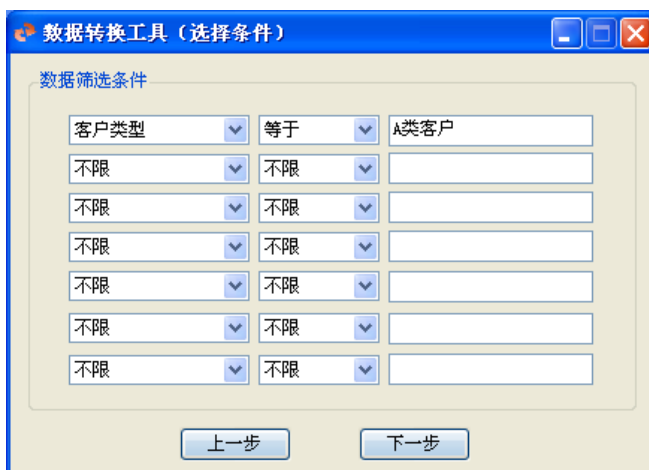 数据转换工具（选择条件）
数据筛选条件
客户类型 等于 A类客户
不限 不限
不限 不限
不限 不限
不限 不限
不限 不限
不限 不限
上一步 下一步